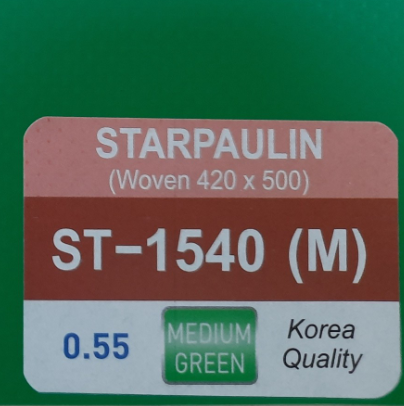 STARPAULIN
(Woven 420 x 500)
ST-1540 (M)
0.55
MEDIUM
GREEN
Korea
Quality